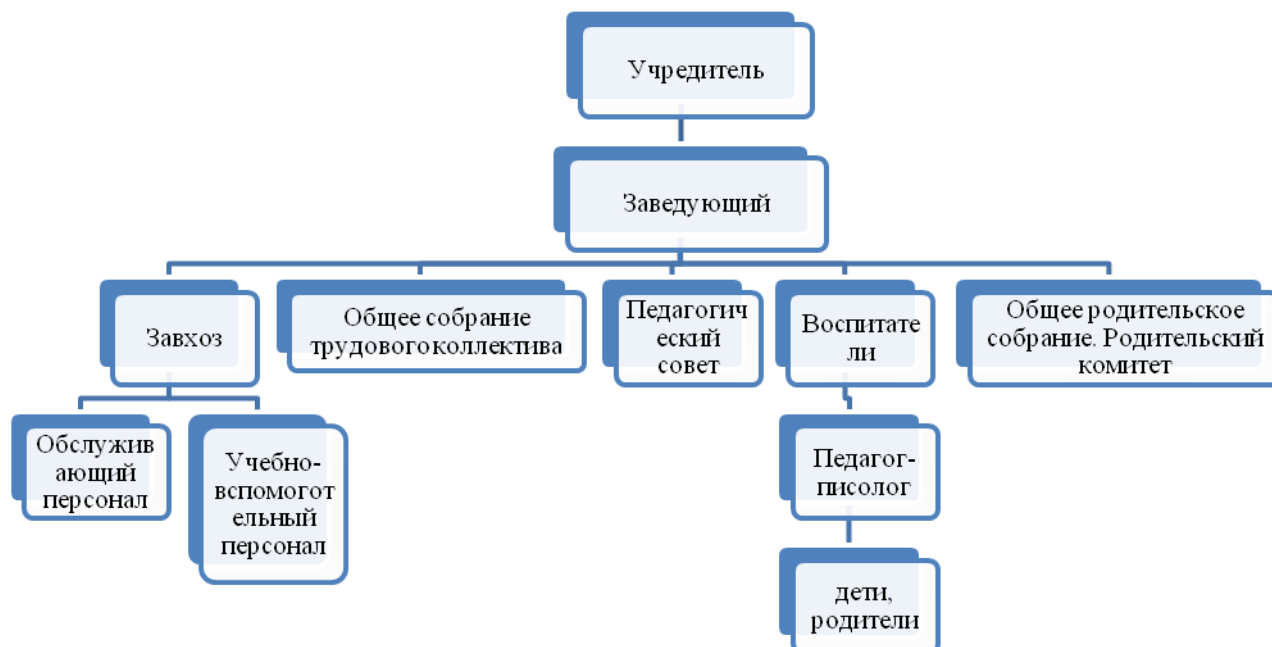 Учредитель
Заведующий
Завхоз
Общее собрание
трудового коллектива
Педагогич
еский
совет
Воспитате
ли
Общее родительское
собрание. Родительский
комитет
Обслужив
ающий
персонал
Учебно-
вспомогот
ельный
персонал
Педагог-
писолог
дети,
родители